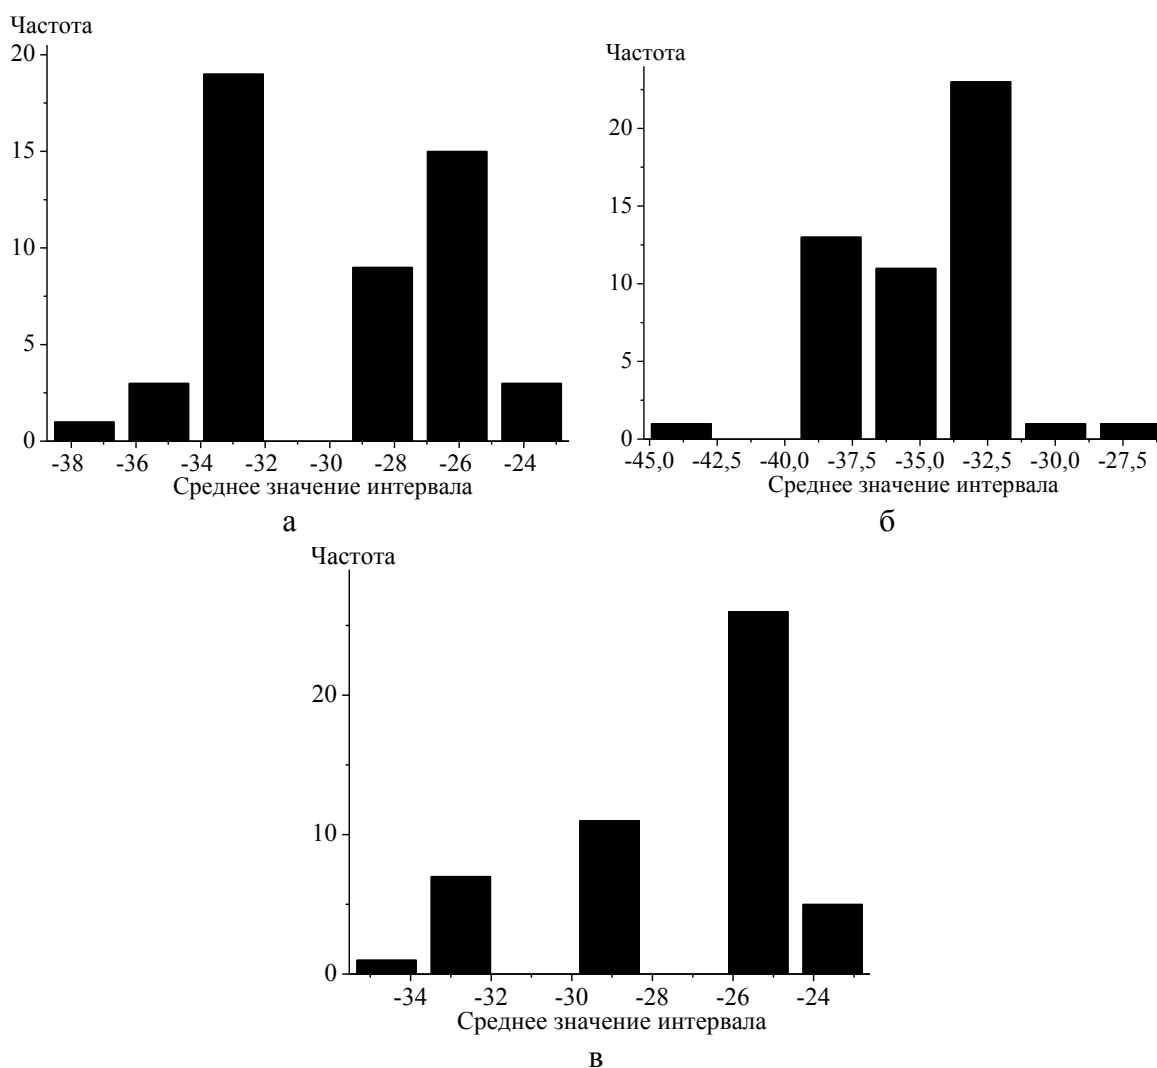 Частота
20
15
10
5
0
-38 -36 -34 -32 -30 -28 -26 -24
Среднее значение интервала
а
Частота
20
15
10
5
0
-45,0 -42,5 -40,0 -37,5 -35,0 -32,5 -30,0 -27,5
Среднее значение интервала
б
Частота
20
10
0
-34 -32 -30 -28 -26 -24
Среднее значение интервала
в